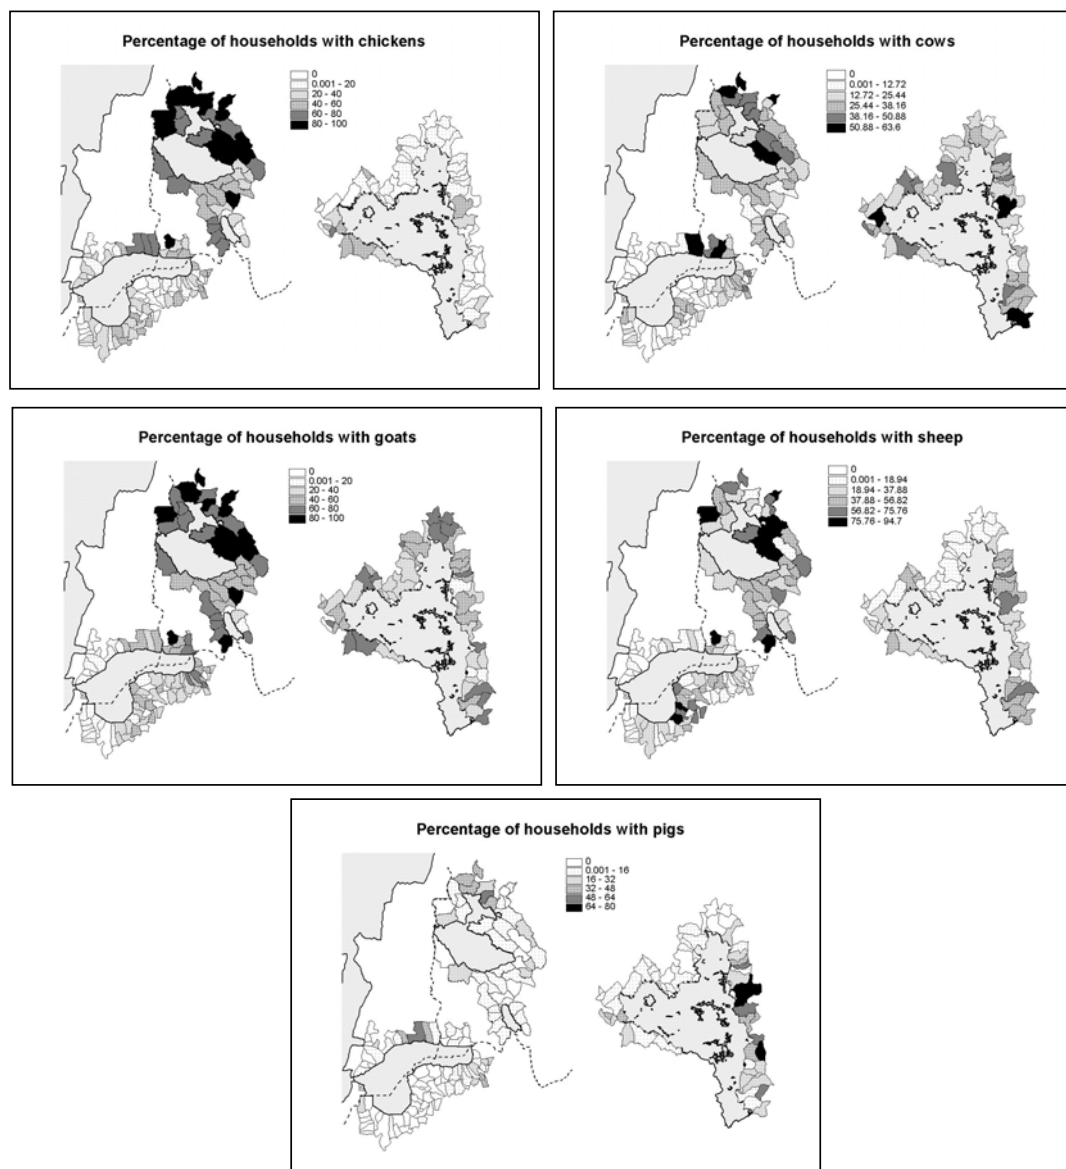 Percentage of households with chickens
0
0.001 - 20
20 - 40
40 - 60
60 - 80
80 - 100
Percentage of households with cows
0
0.001 - 12.72
12.72 - 25.44
25.44 - 38.16
38.16 - 50.88
50.88 - 63.6
Percentage of households with goats
0
0.001 - 20
20 - 40
40 - 60
60 - 80
80 - 100
Percentage of households with sheep
0
0.001 - 18.94
18.94 - 37.88
37.88 - 56.82
56.82 - 75.76
75.76 - 94.7
Percentage of households with pigs
0
0.001 - 16
16 - 32
32 - 48
48 - 64
64 - 80